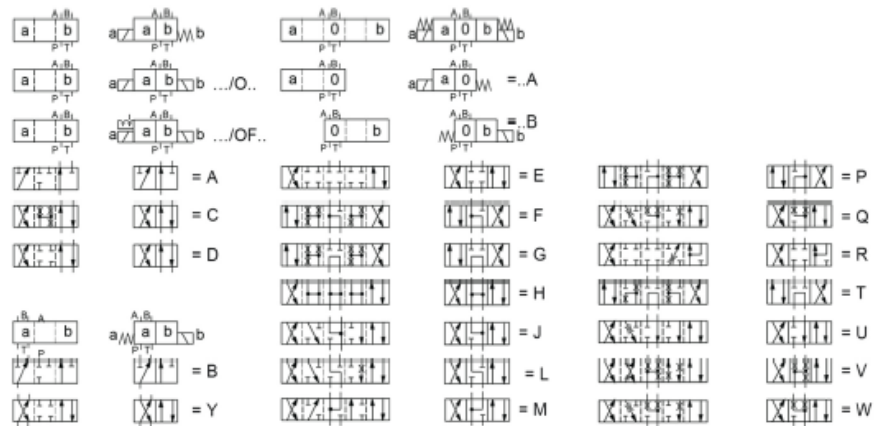 A B A B A B A B
a b a a b b a 0 b a a 0 b b
P T P T P T P T
A B A B A B A B
a b a a b b .../O.. a 0 a a 0 =..A
P T P T P T P T
A B A B A B A B
a b a a b b .../OF.. 0 b 0 b b =..B
P T P T P T P T
= A = E = P
= C = F = Q
= D = G = R
= H = T
B A A B
a b a a b b = J = U
T P P T
= B = L = V
= Y = M = W